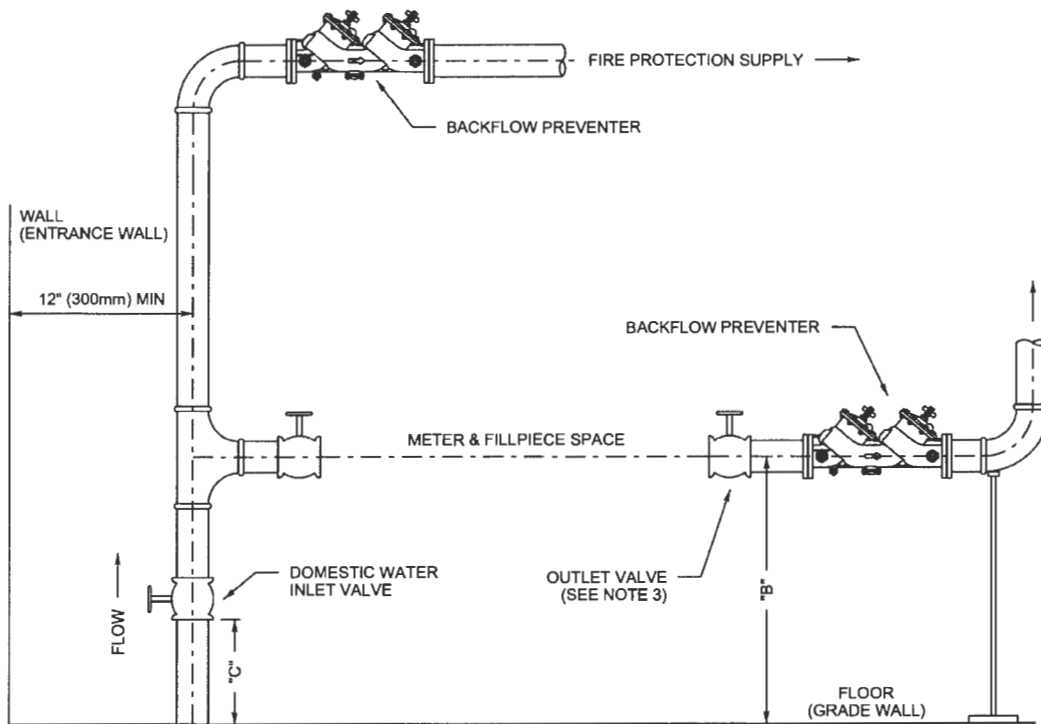 FIRE PROTECTION SUPPLY
BACKFLOW PREVENTER
WALL
(ENTRANCE WALL)
12" (300mm) MIN
BACKFLOW PREVENTER
METER & FILLPIECE SPACE
DOMESTIC WATER
INLET VALVE
OUTLET VALVE
(SEE NOTE 3)
"B"
FLOW
"C"
FLOOR
(GRADE WALL)